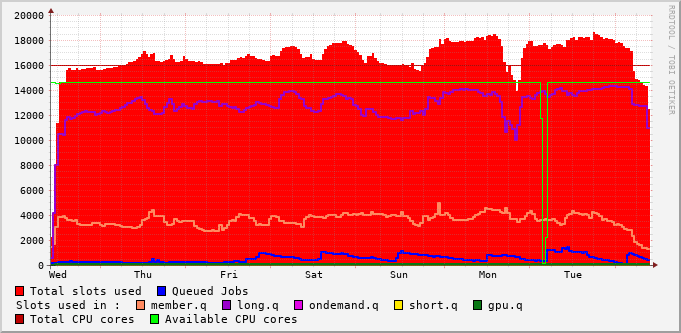 20000
18000
16000
14000
12000
10000
8000
6000
4000
2000
0
Wed Thu Fri Sat Sun Mon Tue
RRDTOOL / TOBI OETIKER
Total slots used Queued Jobs
Slots used in : member.q long.q ondemand.q short.q gpu.q
Total CPU cores Available CPU cores